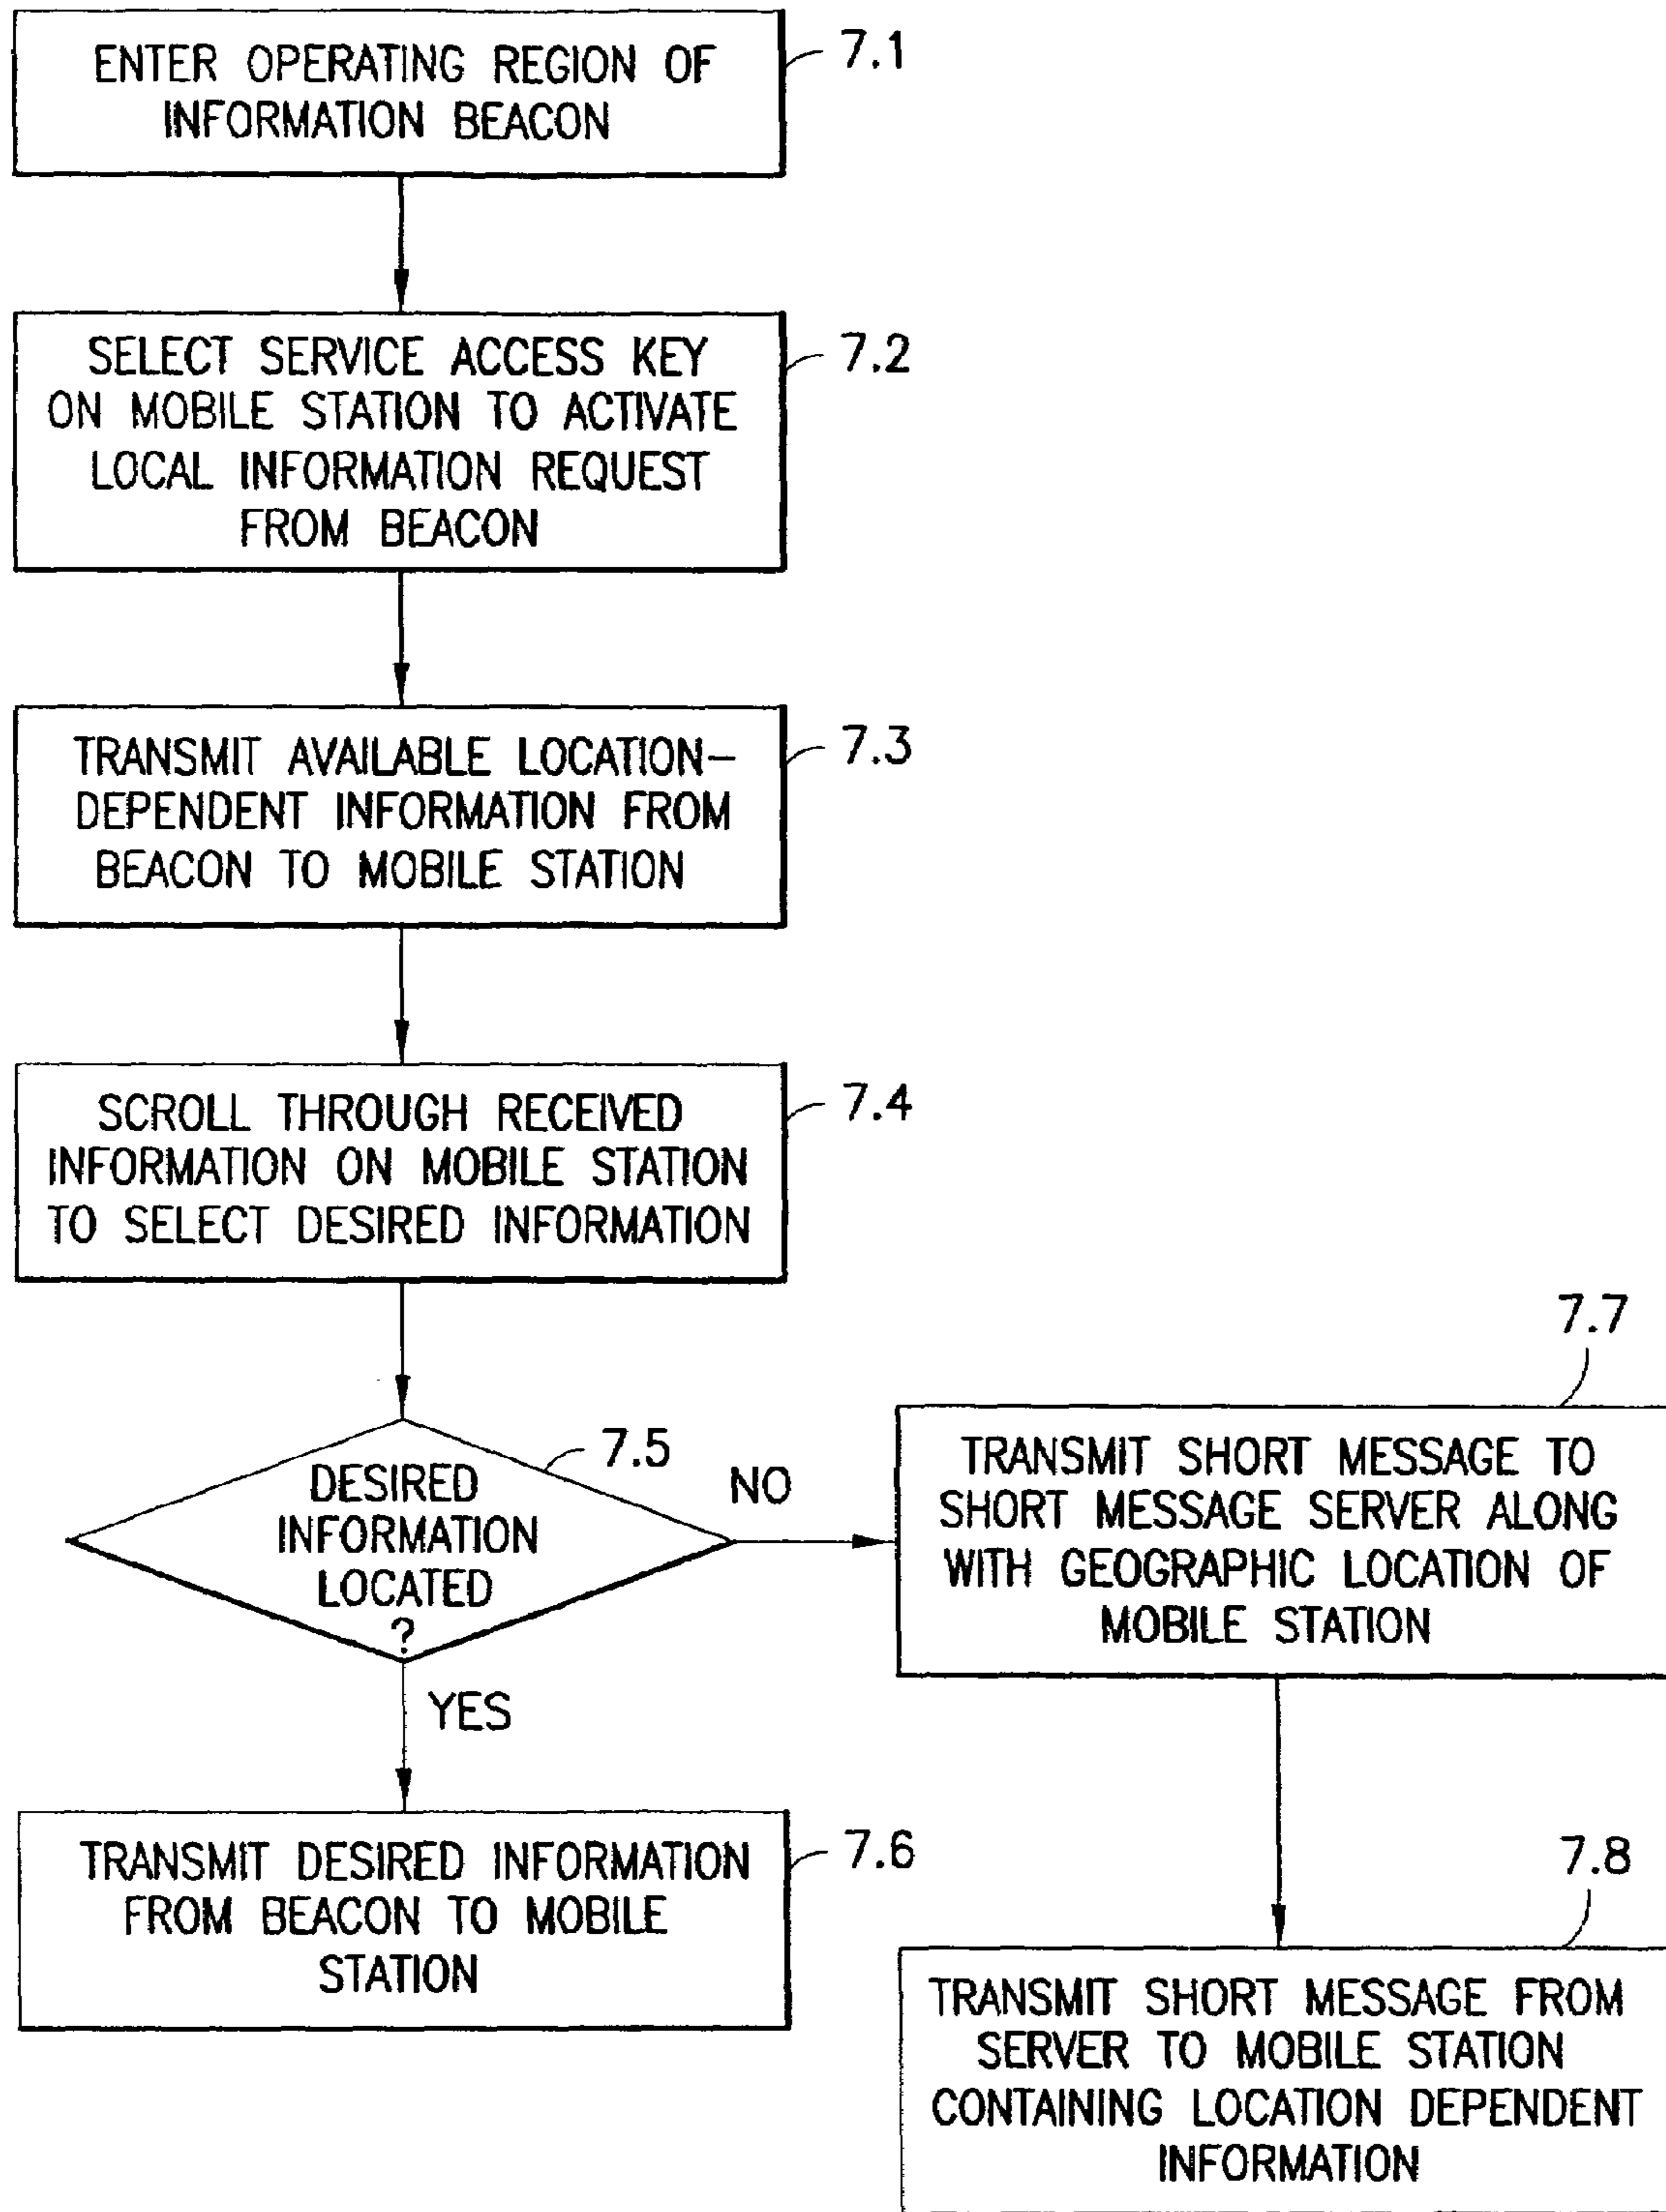 ENTER OPERATING REGION OF
INFORMATION BEACON
7.1
SELECT SERVICE ACCESS KEY
ON MOBILE STATION TO ACTIVATE
LOCAL INFORMATION REQUEST
FROM BEACON
7.2
TRANSMIT AVAILABLE LOCATION-
DEPENDENT INFORMATION FROM
BEACON TO MOBILE STATION
7.3
SCROLL THROUGH RECEIVED
INFORMATION ON MOBILE STATION
TO SELECT DESIRED INFORMATION
7.4
DESIRED
INFORMATION
LOCATED
?
7.5
NO
YES
TRANSMIT DESIRED INFORMATION
FROM BEACON TO MOBILE
STATION
7.6
7.7
TRANSMIT SHORT MESSAGE TO
SHORT MESSAGE SERVER ALONG
WITH GEOGRAPHIC LOCATION OF
MOBILE STATION
7.8
TRANSMIT SHORT MESSAGE FROM
SERVER TO MOBILE STATION
CONTAINING LOCATION DEPENDENT
INFORMATION